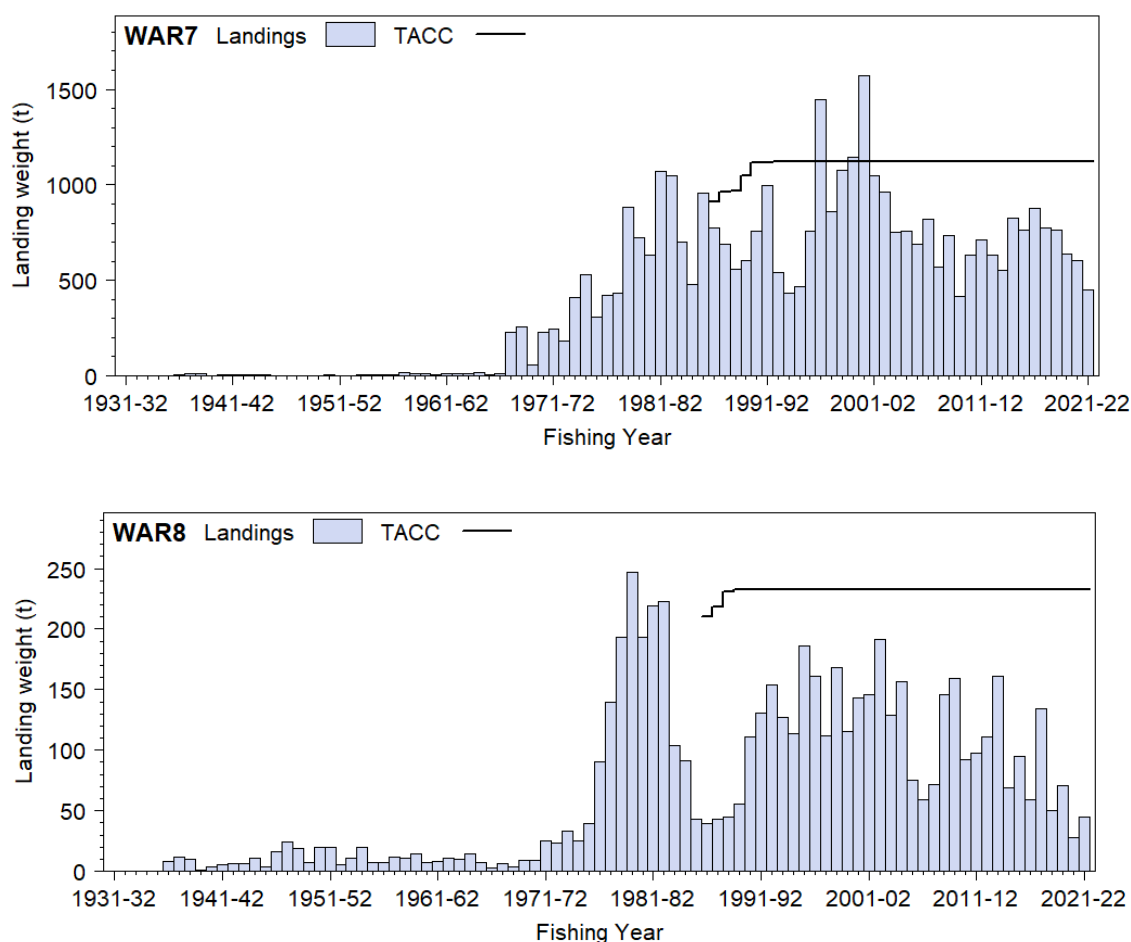 WAR7 Landings TACC
Landing weight (t)
1500
1000
500
0
1931-32 1941-42 1951-52 1961-62 1971-72 1981-82 1991-92 2001-02 2011-12 2021-22
Fishing Year
WAR8 Landings TACC
Landing weight (t)
250
200
150
100
50
0
1931-32 1941-42 1951-52 1961-62 1971-72 1981-82 1991-92 2001-02 2011-12 2021-22
Fishing Year